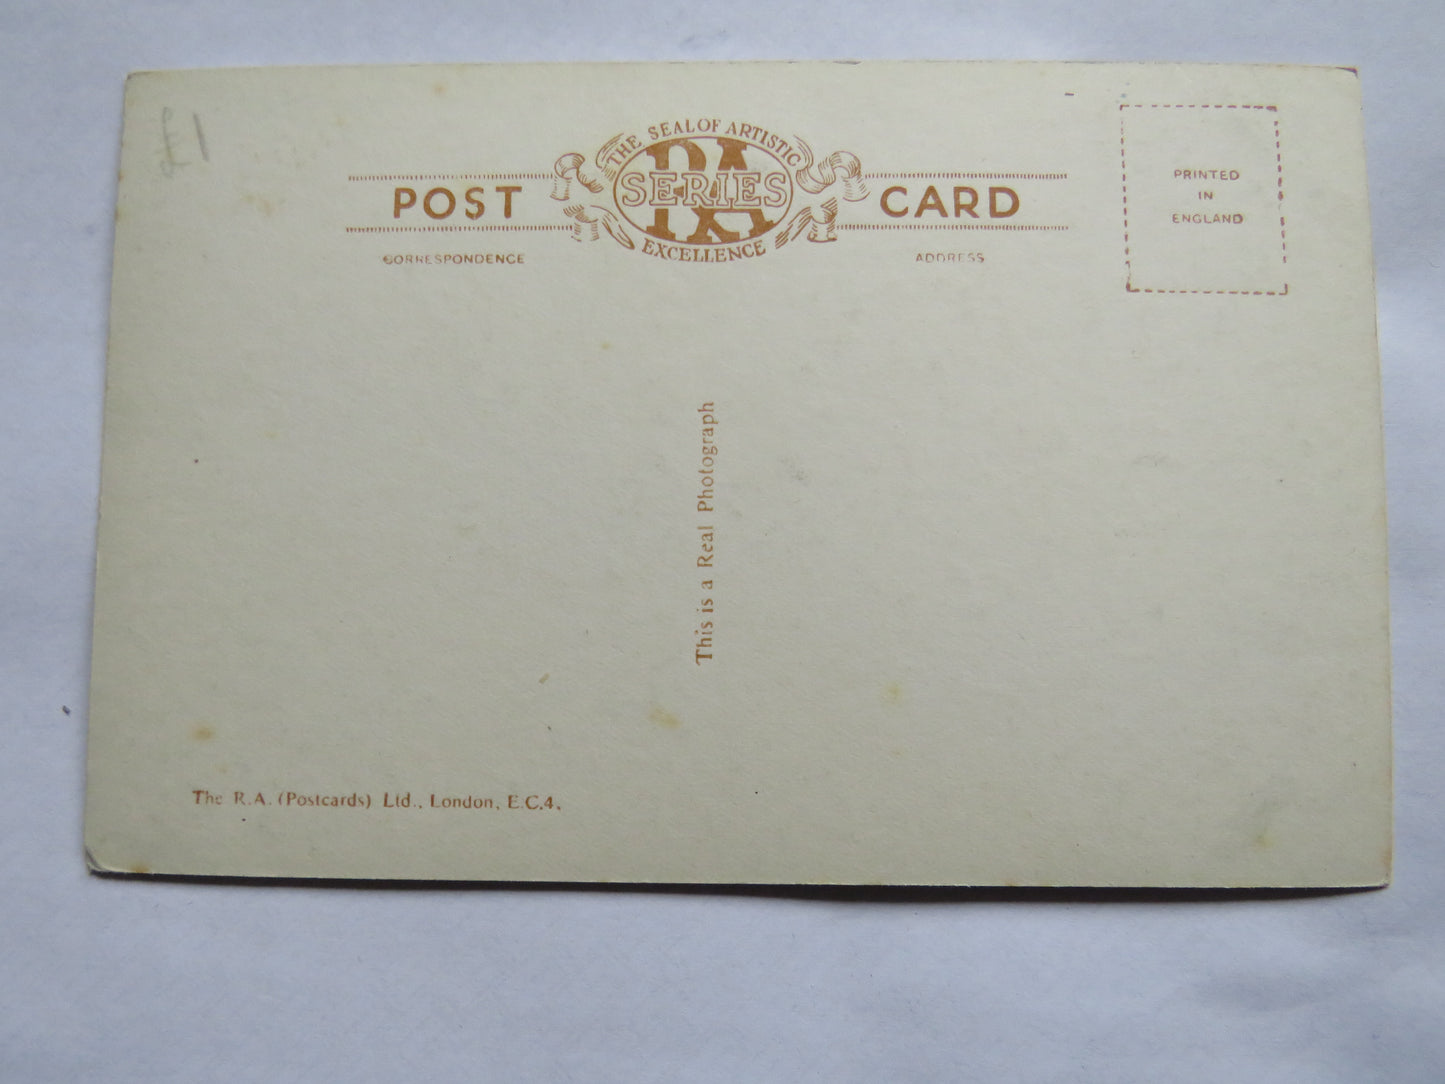 £1
THE SEAL OF ARTISTIC
RA
SERIES
EXCELLENCE
POST CARD
CORRESPONDENCE
ADDRESS
PRINTED
IN
ENGLAND
This is a Real Photograph
The R.A. (Postcards) Ltd., London, E.C.4.